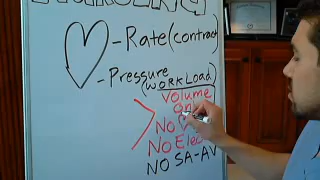 -Rate(contract
-Pressure
(WORKLOAD)
Volume
NO
NO Elec
NO SA-AV